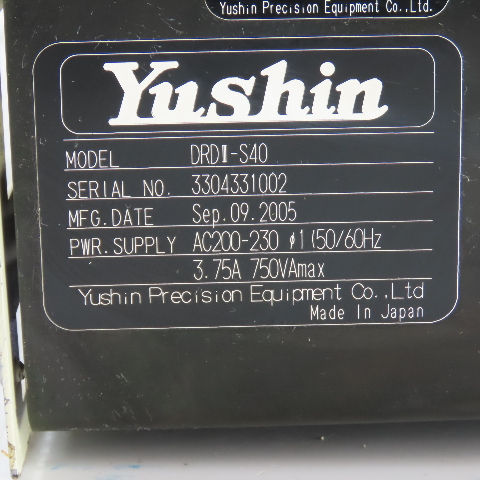 Yushin Precision Equipment Co.,Ltd.
Yushin
MODEL DRDⅡ-S40
SERIAL NO. 3304331002
MFG.DATE Sep.09.2005
PWR.SUPPLY AC200-230 φ1(50/60Hz
3.75A 750VAmax
Yushin Precision Equipment Co.,Ltd
Made In Japan